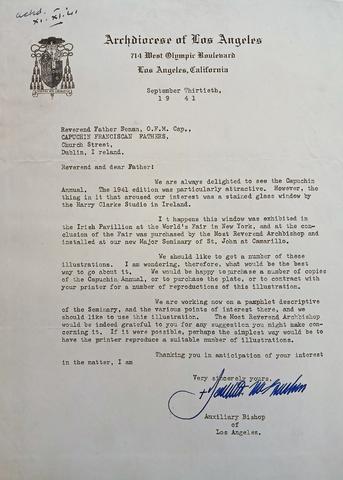 ackd.
XI.XI.41
Archdiocese of Los Angeles
714 West Olympic Boulevard
Los Angeles, California
September Thirtieth,
1941
Reverend Father Senan, O.F.M. Cap.,
CAPUCHIN FRANCISCAN FATHERS,
Church Street,
Dublin, Ireland.
Reverend and dear Father:
We are always delighted to see the Capuchin
Annual. The 1941 edition was particularly attractive. However, the
thing in it that aroused our interest was a stained glass window by
the Harry Clarke Studio in Ireland.
It happens this window was exhibited in
the Irish Pavillion at the World's Fair in New York, and at the con-
clusion of the Fair was purchased by the Most Reverend Archbishop and
installed at our new Major Seminary of St. John at Camarillo.
We should like to get a number of these
illustrations. I am wondering, therefore, what would be the best
way to go about it. We would be happy to purchase a number of copies
of the Capuchin Annual, or to purchase the plate, or to contract with
your printer for a number of reproductions of this illustration.
We are working now on a pamphlet descriptive
of the Seminary, and the various points of interest there, and we
should like to use this illustration. The Most Reverend Archbishop
would be indeed grateful to you for any suggestion you might make con-
cerning it. If it were possible, perhaps the simplest way would be to
have the printer reproduce a suitable number of illustrations.
Thanking you in anticipation of your interest
in the matter, I am
Very sincerely yours,
Auxiliary Bishop
of
Los Angeles.